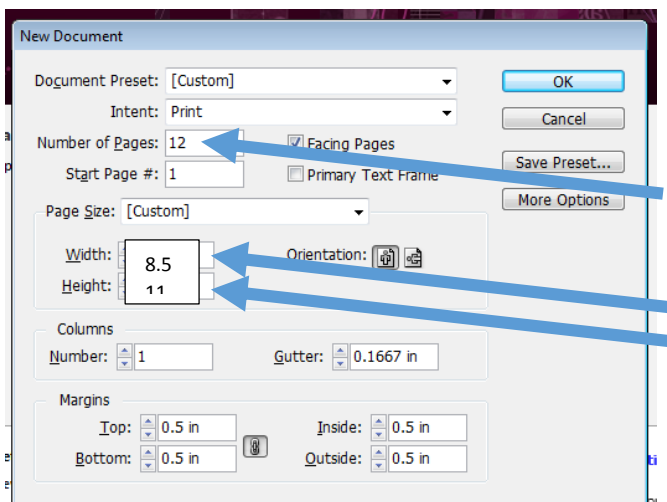 New Document
Document Preset: [Custom]
OK
Intent: Print
Cancel
Number of Pages: 12
Facing Pages
Save Preset...
Start Page #: 1
Primary Text Frame
More Options
Page Size: [Custom]
Width: 8.5
Orientation:
Height: 11
Columns
Number: 1
Gutter: 0.1667 in
Margins
Top: 0.5 in
Inside: 0.5 in
Bottom: 0.5 in
Outside: 0.5 in